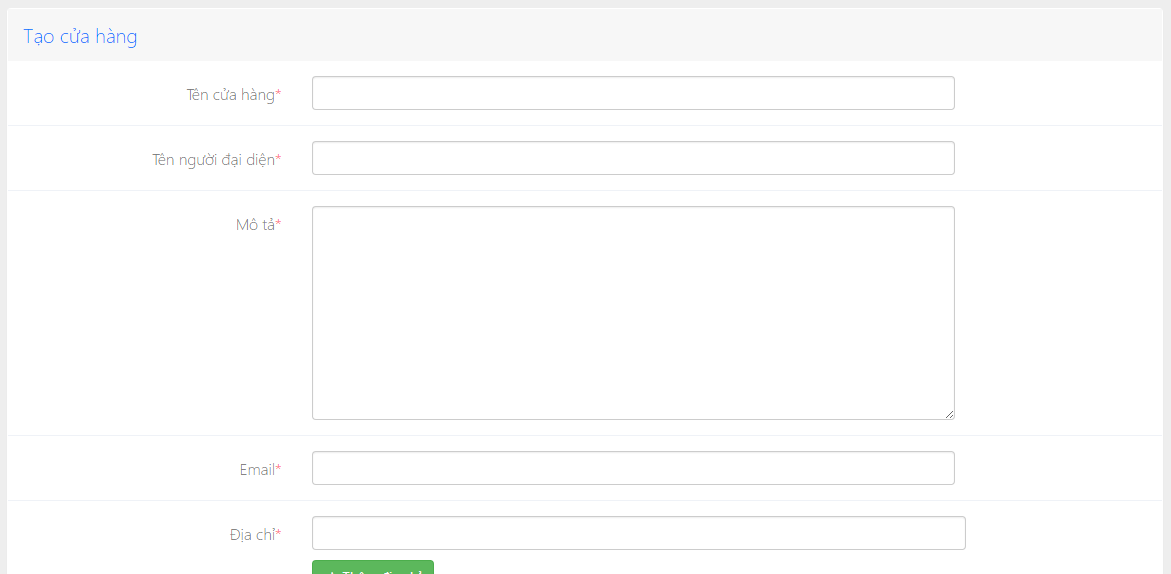 Tạo cửa hàng
Tên cửa hàng*
Tên người đại diện*
Mô tả*
Email*
Địa chỉ*